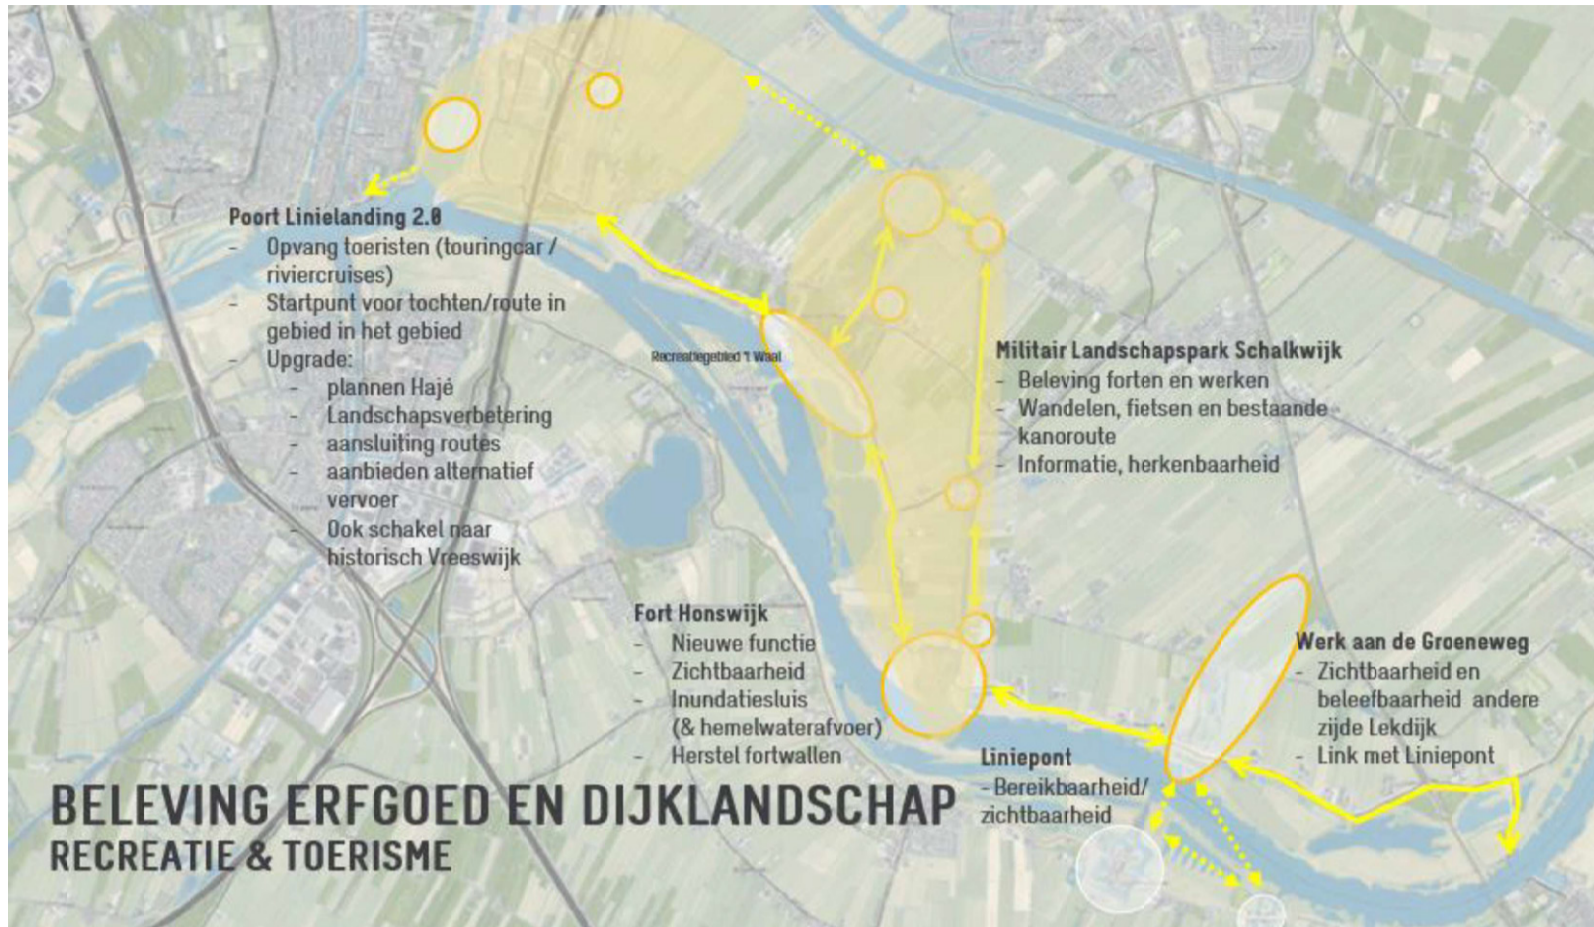 Poort Linielanding 2.0
- Opvang toeristen (touringcar /
riviercruises)
- Startpunt voor tochten/route in
gebied in het gebied
- Upgrade:
- plannen Hajé
- Landschapsverbetering
- aansluiting routes
- aanbieden alternatief
vervoer
- Ook schakel naar
historisch Vreeswijk
Recreatiegebied 't Waal
Militair Landschapspark Schalkwijk
- Beleving forten en werken
- Wandelen, fietsen en bestaande
kanoroute
- Informatie, herkenbaarheid
Fort Honswijk
- Nieuwe functie
- Zichtbaarheid
- Inundatiesluis
(& hemelwaterafvoer)
- Herstel fortwallen
Werk aan de Groeneweg
- Zichtbaarheid en
beleefbaarheid andere
zijde Lekdijk
- Link met Liniepont
Liniepont
- Bereikbaarheid/
zichtbaarheid
BELEVING ERFGOED EN DIJKLANDSCHAP
RECREATIE & TOERISME